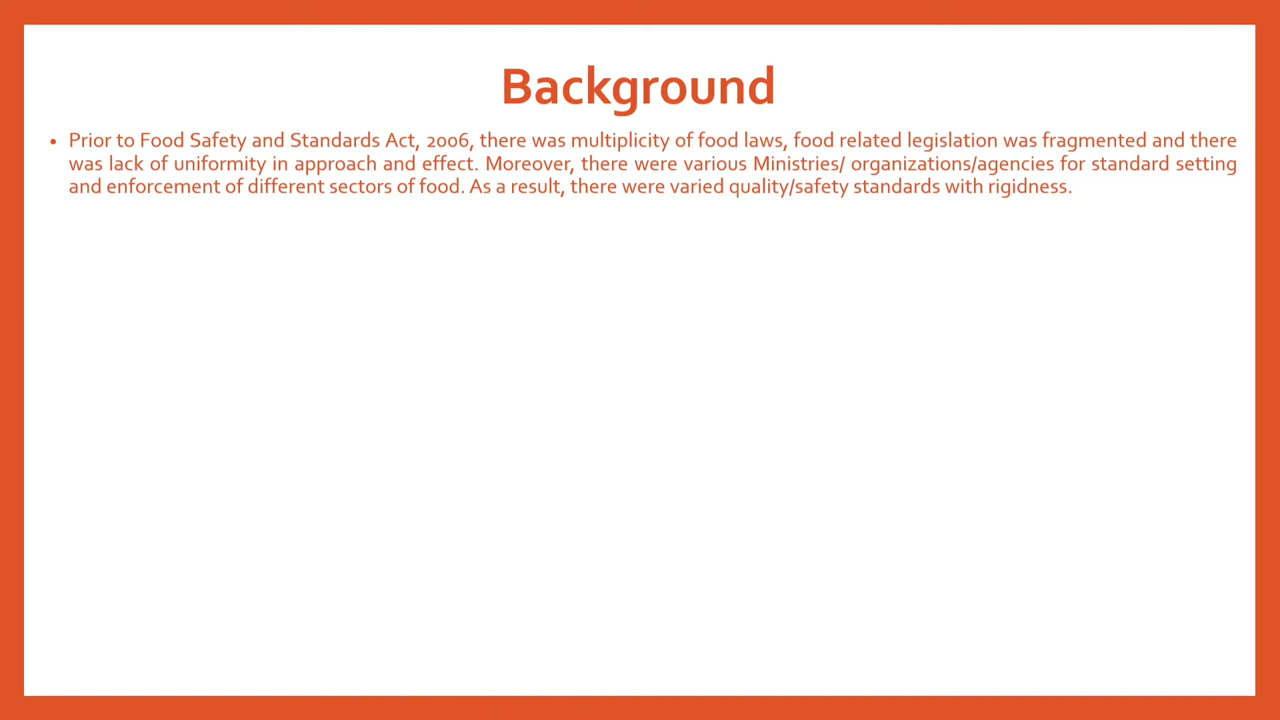 Background
• Prior to Food Safety and Standards Act, 2006, there was multiplicity of food laws, food related legislation was fragmented and there
was lack of uniformity in approach and effect. Moreover, there were various Ministries/ organizations/agencies for standard setting
and enforcement of different sectors of food. As a result, there were varied quality/safety standards with rigidness.